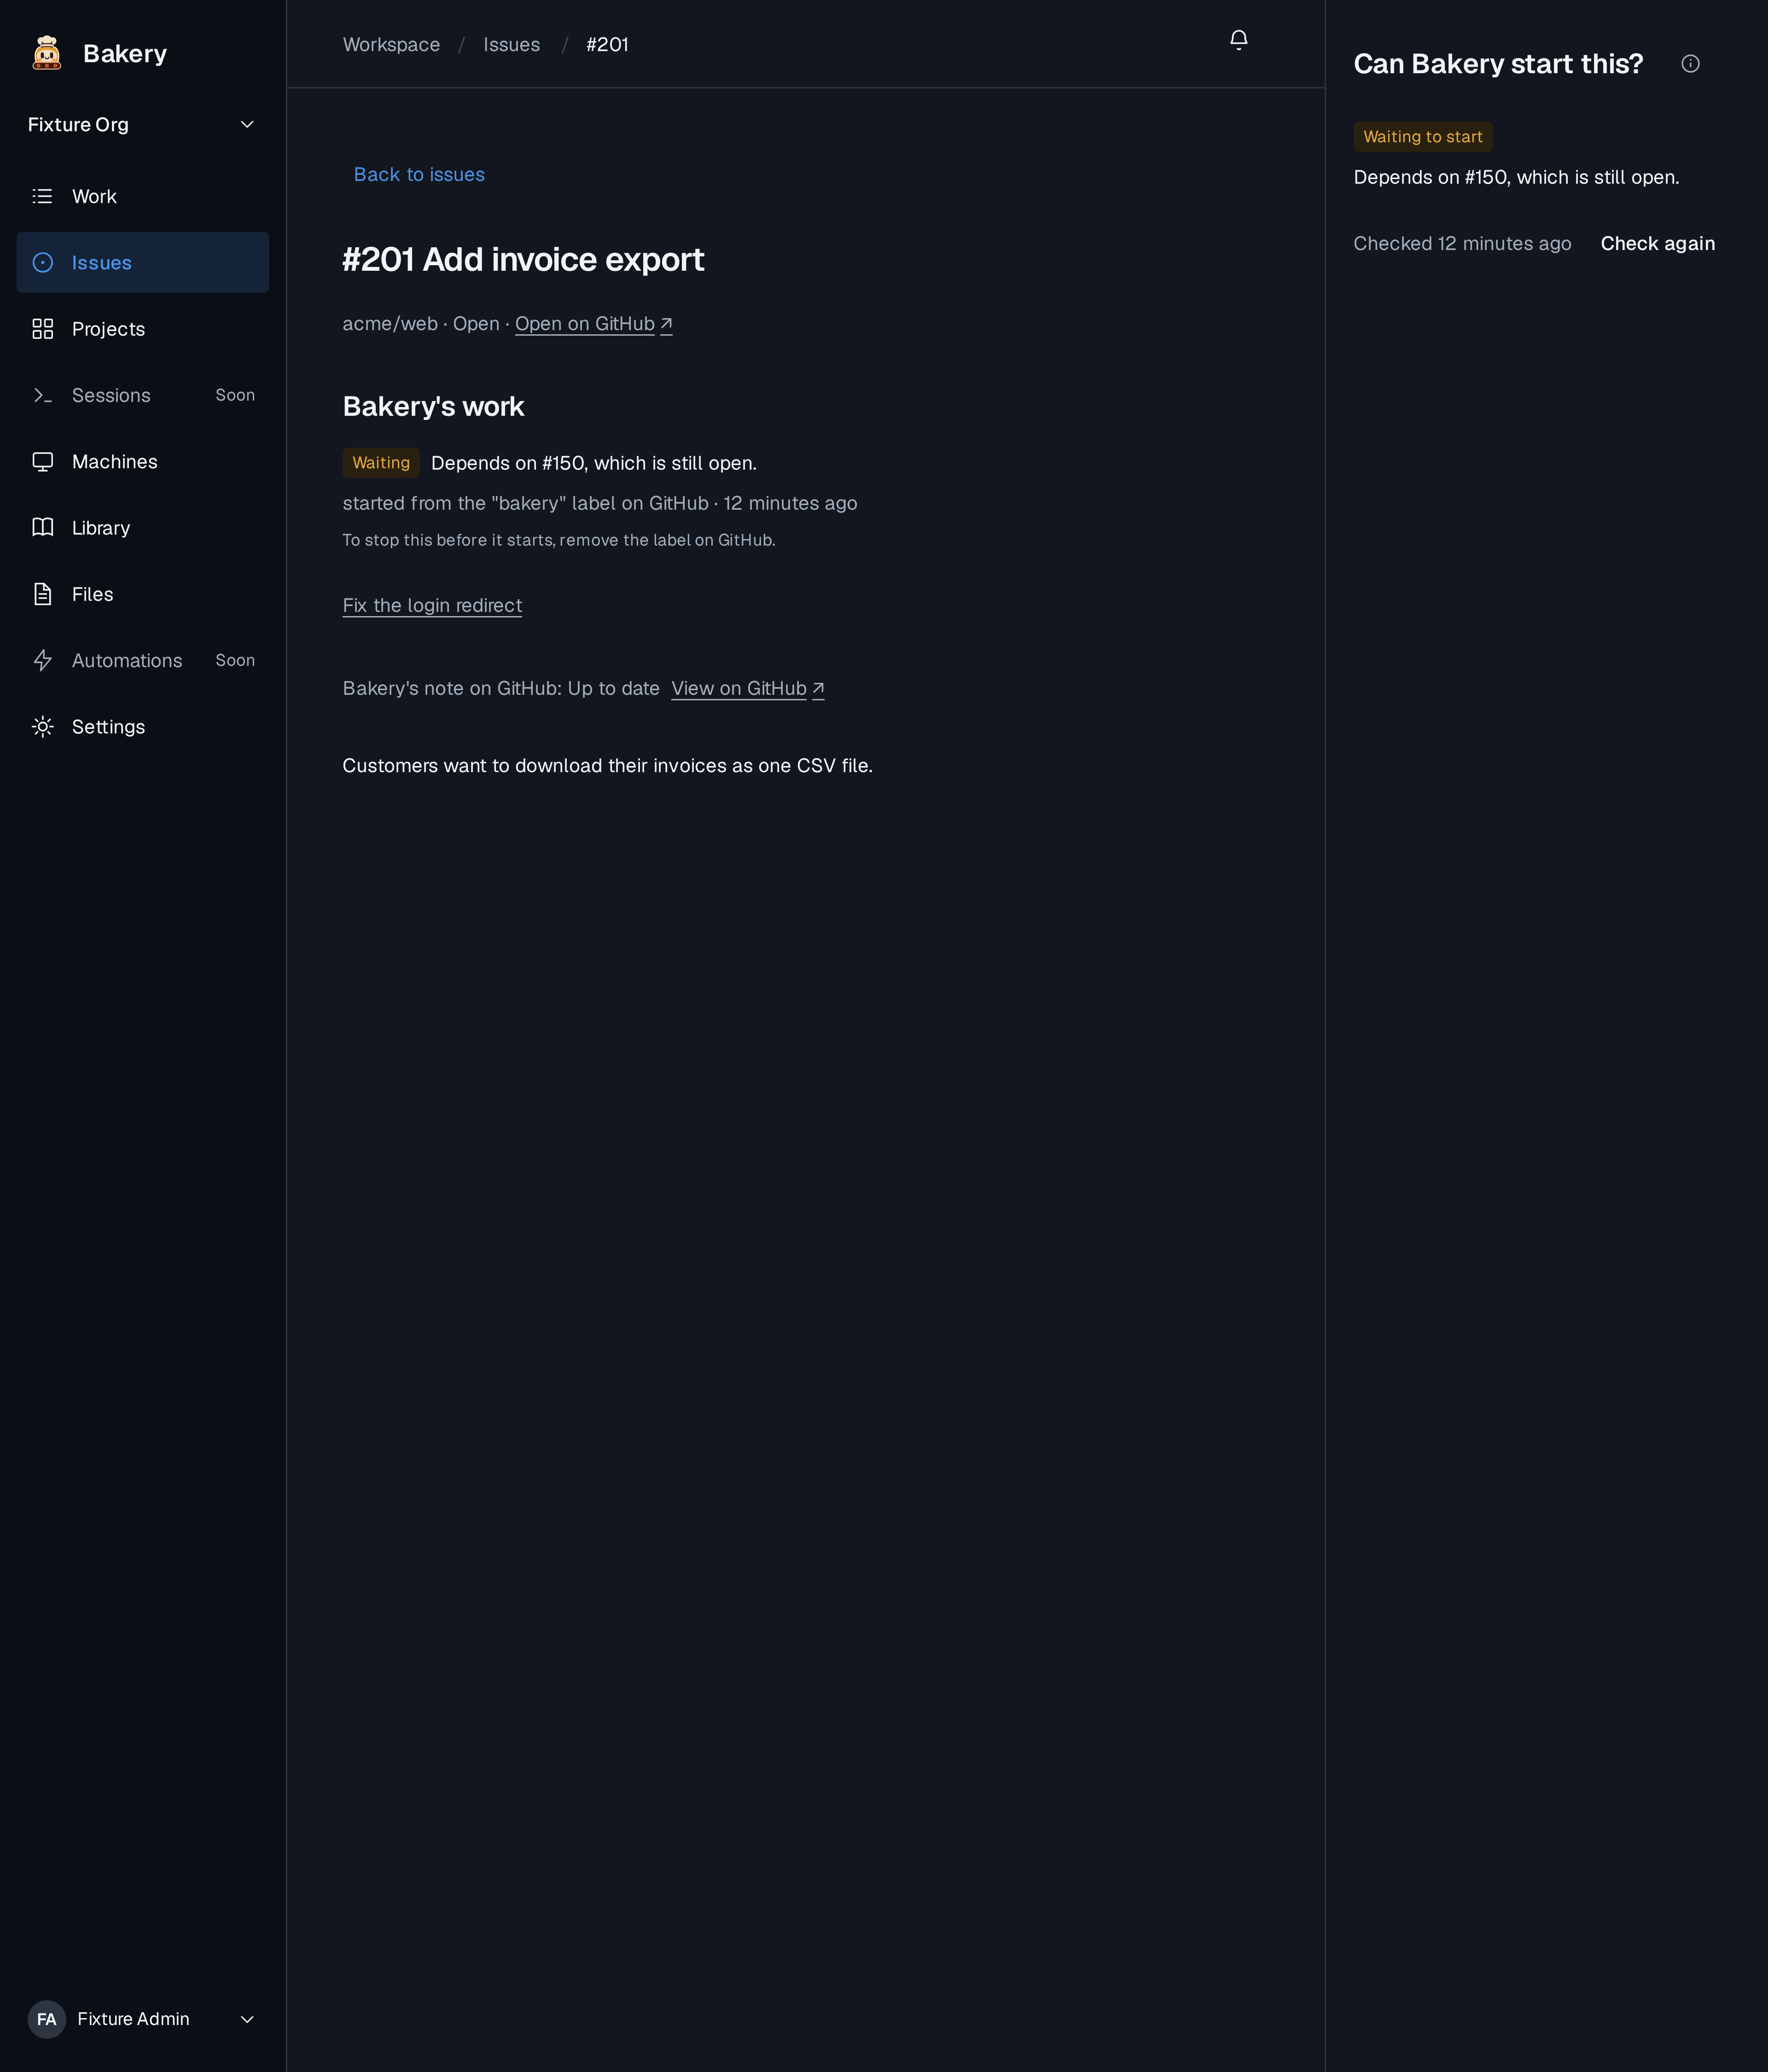 Bakery
Fixture Org
Work
Issues
Projects
Sessions Soon
Machines
Library
Files
Automations Soon
Settings
FA Fixture Admin
Workspace / Issues / #201
Back to issues
#201 Add invoice export
acme/web · Open · Open on GitHub ↗
Bakery's work
Waiting Depends on #150, which is still open.
started from the "bakery" label on GitHub · 12 minutes ago
To stop this before it starts, remove the label on GitHub.
Fix the login redirect
Bakery's note on GitHub: Up to date View on GitHub ↗
Customers want to download their invoices as one CSV file.
Can Bakery start this?
Waiting to start
Depends on #150, which is still open.
Checked 12 minutes ago Check again